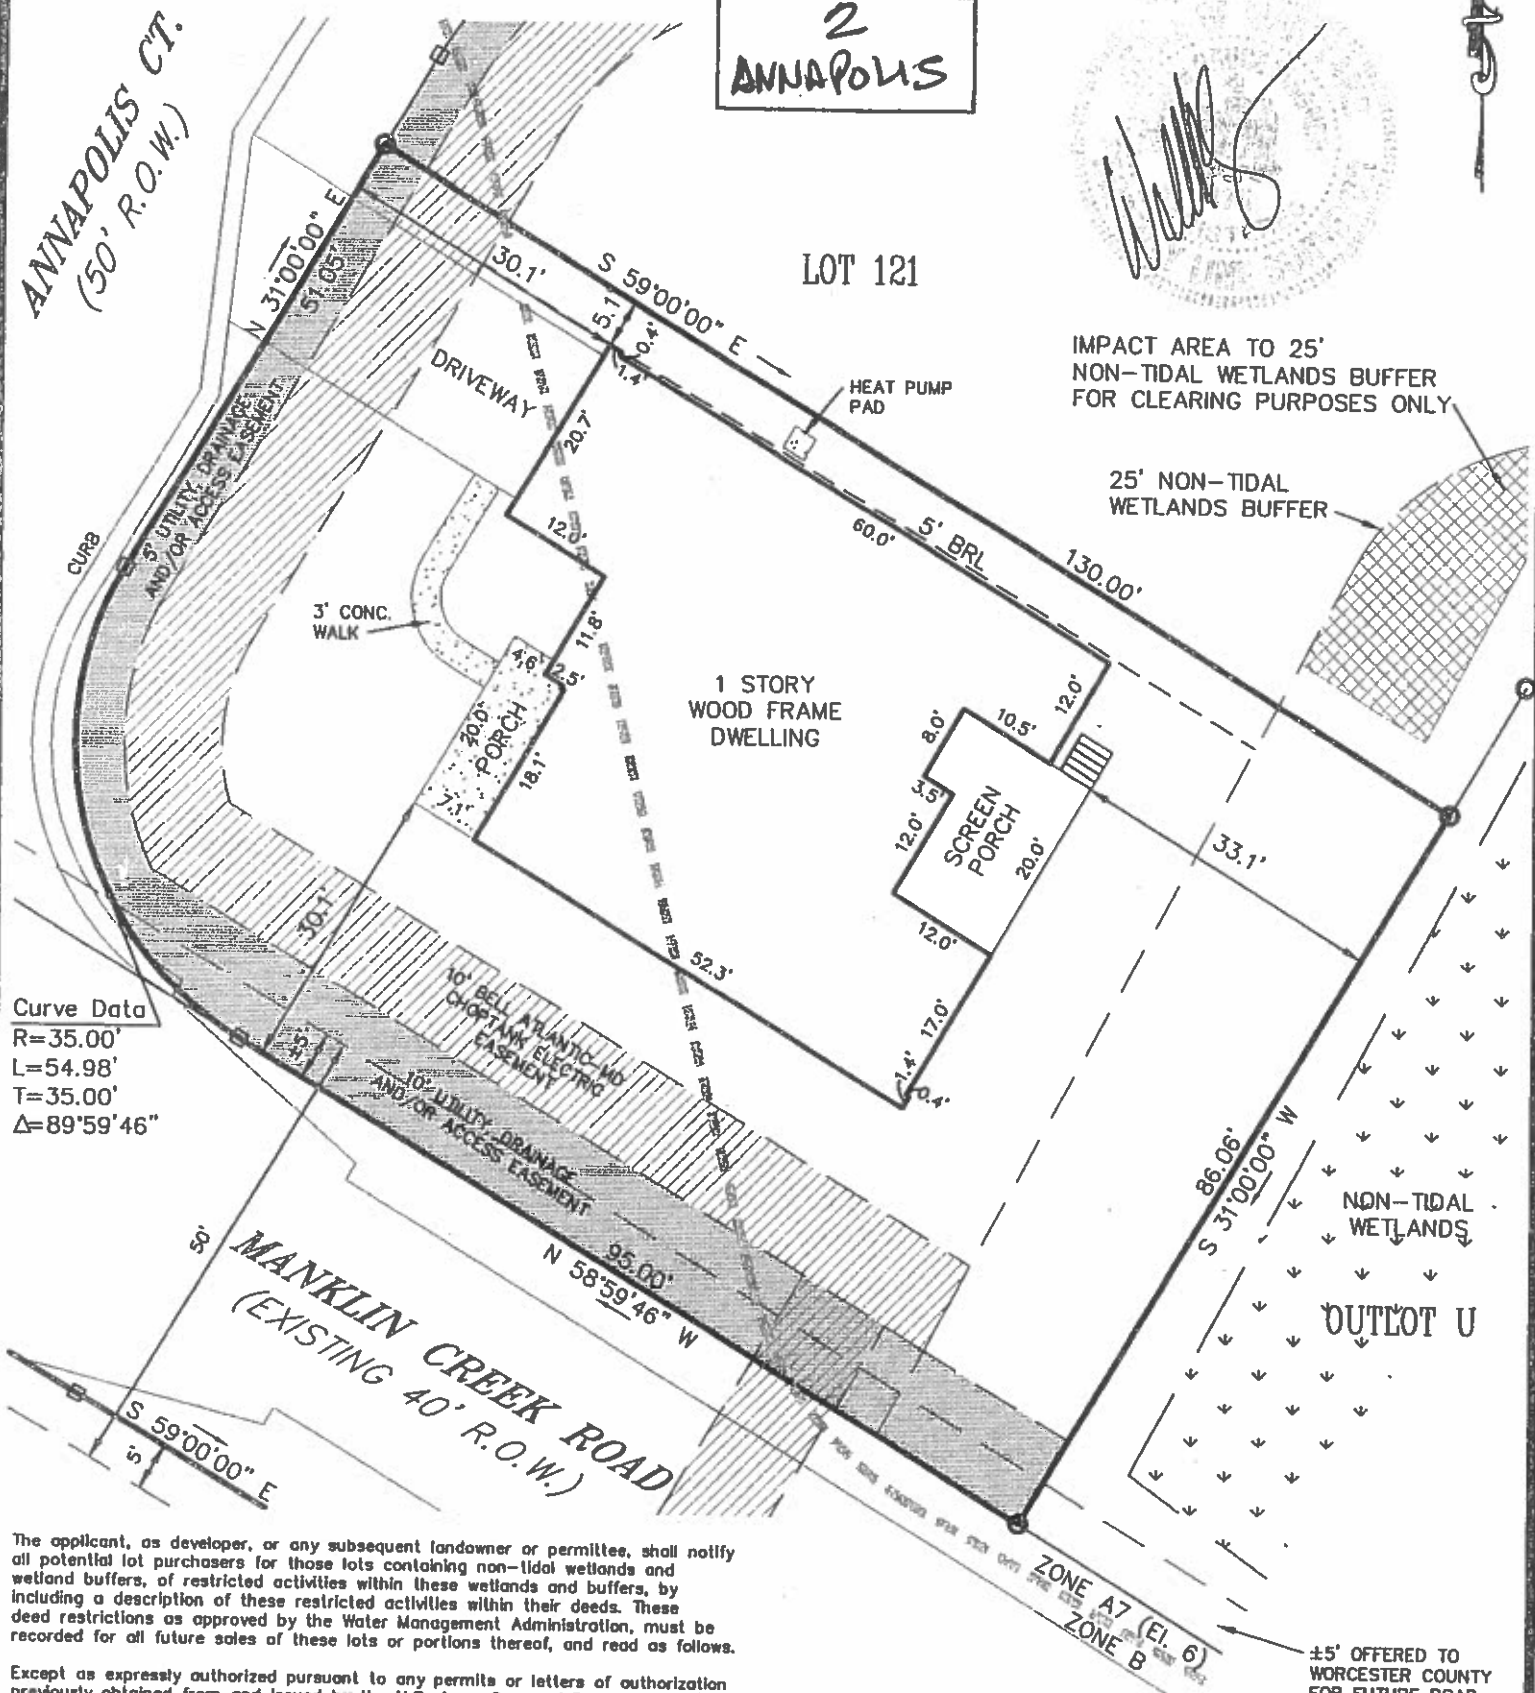 2
ANNAPOLIS
ANNAPOLIS CT.
(50' R.O.W.)
N 31°00'00" E
51.05'
30.1'
S 59°00'00" E
5.1'
0.4'
1.4'
LOT 121
DRIVEWAY
HEAT PUMP
PAD
IMPACT AREA TO 25'
NON-TIDAL WETLANDS BUFFER
FOR CLEARING PURPOSES ONLY
25' NON-TIDAL
WETLANDS BUFFER
20.7'
12.0'
60.0'
5' BRL
130.00'
5' UTILITY, DRAINAGE
AND/OR ACCESS EASEMENT
CURB
3' CONC.
WALK
11.8'
4.6'
2.5'
20.0'
PORCH
18.1'
7.1'
1 STORY
WOOD FRAME
DWELLING
12.0'
10.5'
8.0'
3.5'
12.0'
SCREEN
PORCH
20.0'
33.1'
12.0'
30.1'
52.3'
17.0'
1.4'
0.4'
10' BELL ATLANTIC-MD
CHOPTANK ELECTRIC
EASEMENT
±5'
10' UTILITY, DRAINAGE
AND/OR ACCESS EASEMENT
Curve Data
R=35.00'
L=54.98'
T=35.00'
Δ=89°59'46"
86.06'
S 31°00'00" W
NON-TIDAL
WETLANDS
OUTLOT U
50'
MANKLIN CREEK ROAD
(EXISTING 40' R.O.W.)
95.00'
N 58°59'46" W
S 59°00'00" E
5'
ZONE A7 (El. 6)
ZONE B
±5' OFFERED TO
WORCESTER COUNTY
FOR FUTURE ROAD
The applicant, as developer, or any subsequent landowner or permittee, shall notify
all potential lot purchasers for those lots containing non-tidal wetlands and
wetland buffers, of restricted activities within these wetlands and buffers, by
including a description of these restricted activities within their deeds. These
deed restrictions as approved by the Water Management Administration, must be
recorded for all future sales of these lots or portions thereof, and read as follows.
Except as expressly authorized pursuant to any permits or letters of authorization